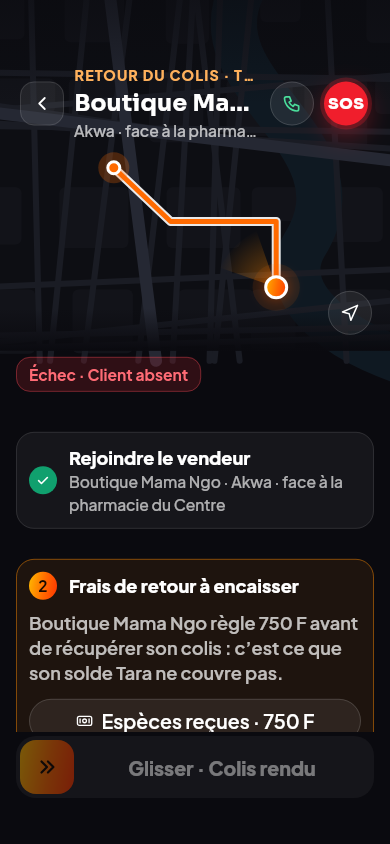 RETOUR DU COLIS · T…
Boutique Ma…
Akwa · face à la pharma…
SOS
Échec · Client absent
Rejoindre le vendeur
Boutique Mama Ngo · Akwa · face à la
pharmacie du Centre
2 Frais de retour à encaisser
Boutique Mama Ngo règle 750 F avant
de récupérer son colis : c’est ce que
son solde Tara ne couvre pas.
Espèces reçues · 750 F
Glisser · Colis rendu